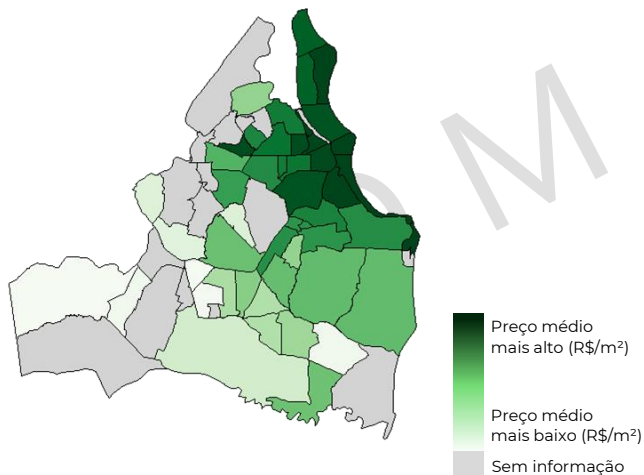 Preço médio
mais alto (R$/m²)
Preço médio
mais baixo (R$/m²)
Sem informação